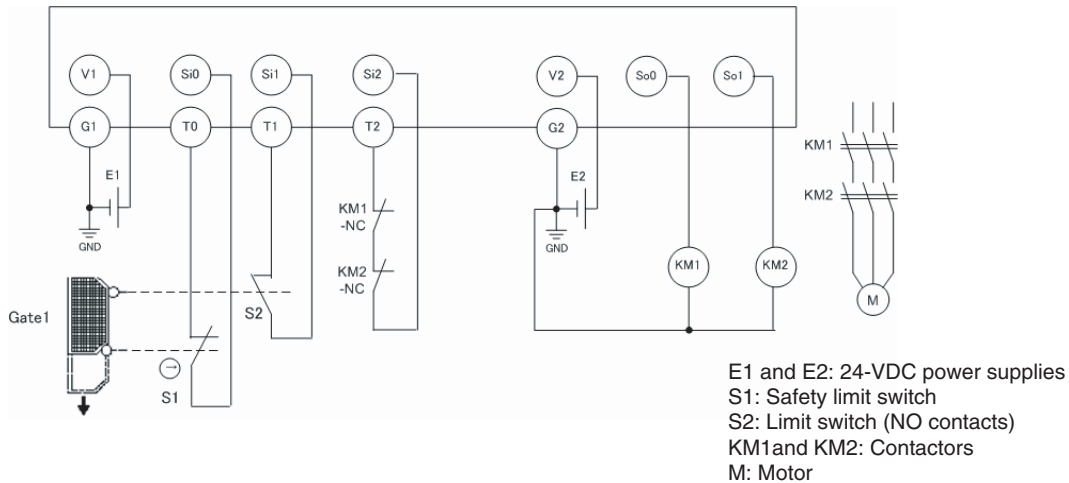 V1 Si0 Si1 Si2 V2 So0 So1
G1 T0 T1 T2 G2
KM1
E1 E2
KM2
KM1
-NC
GND GND
KM2
-NC
KM1 KM2
S2
M
Gate1
S1
E1 and E2: 24-VDC power supplies
S1: Safety limit switch
S2: Limit switch (NO contacts)
KM1and KM2: Contactors
M: Motor